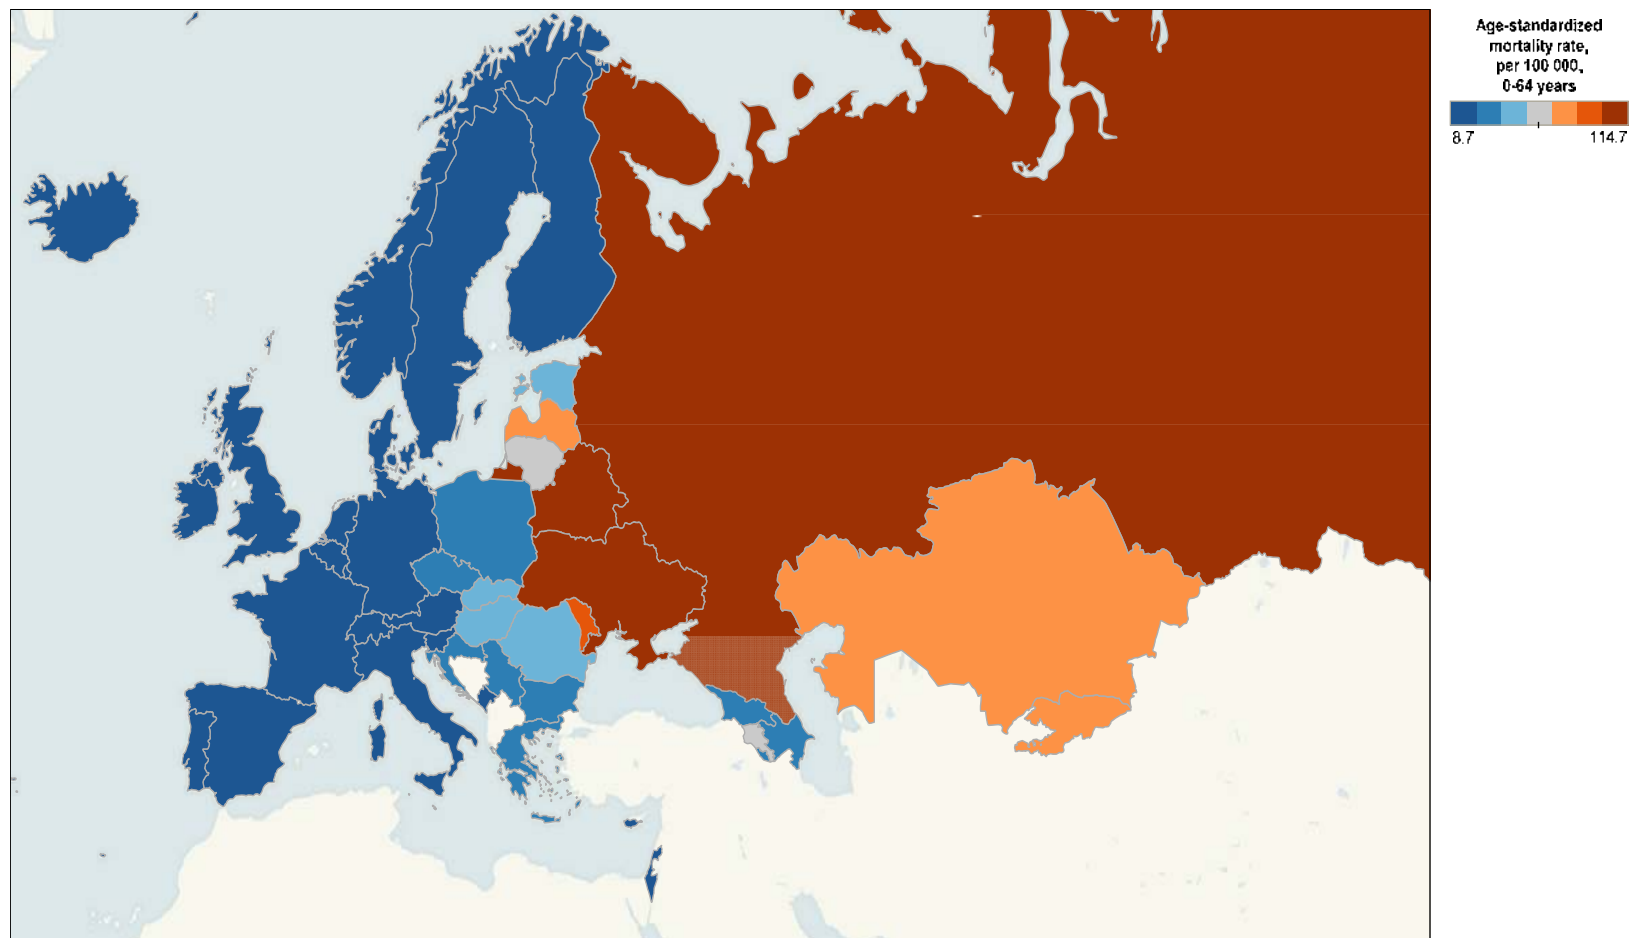 Age-standardized
mortality rate,
per 100 000,
0-64 years
8.7 114.7